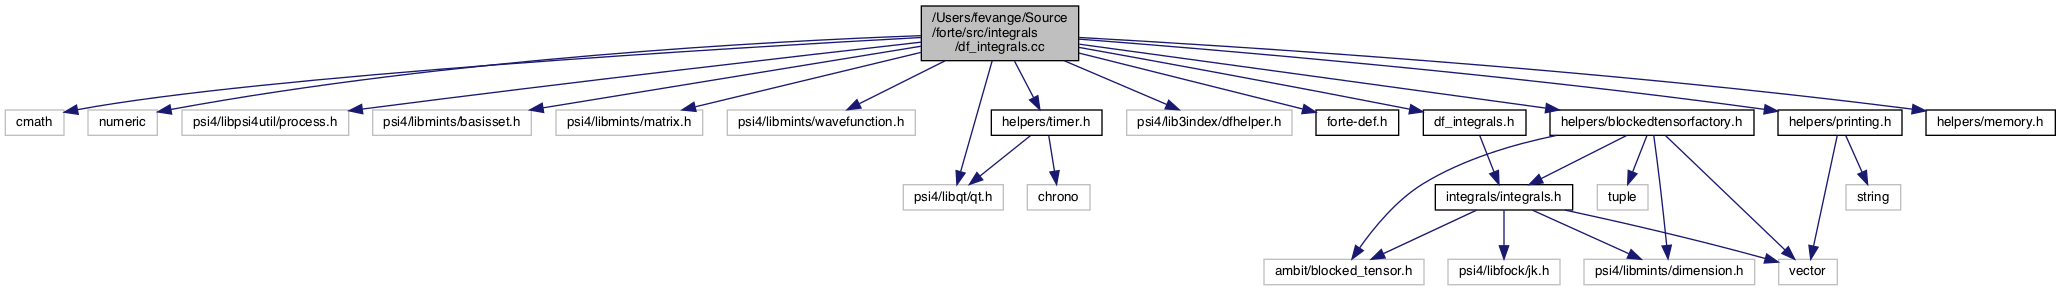 /Users/fevange/Source
/forte/src/integrals
/df_integrals.cc
cmath
numeric
psi4/libpsi4util/process.h
psi4/libmints/basisset.h
psi4/libmints/matrix.h
psi4/libmints/wavefunction.h
helpers/timer.h
psi4/lib3index/dfhelper.h
forte-def.h
df_integrals.h
helpers/blockedtensorfactory.h
helpers/printing.h
helpers/memory.h
psi4/libqt/qt.h
chrono
integrals/integrals.h
tuple
string
ambit/blocked_tensor.h
psi4/libfock/jk.h
psi4/libmints/dimension.h
vector